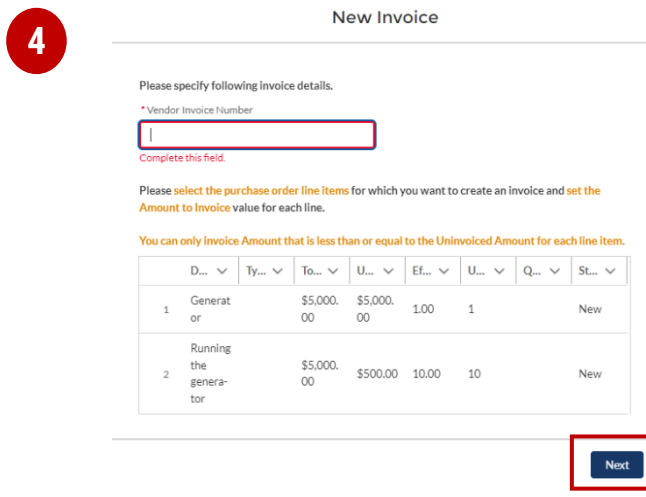 4
New Invoice
Please specify following invoice details.
* Vendor Invoice Number
Complete this field.
Please select the purchase order line items for which you want to create an invoice and set the
Amount to Invoice value for each line.
You can only invoice Amount that is less than or equal to the Uninvoiced Amount for each line item.
D... Ty... To... U... Ef... U... Q... St...
1 Generat
or $5,000.
00 $5,000.
00 1.00 1 New
2 Running
the
genera-
tor $5,000.
00 $500.00 10.00 10 New
Next